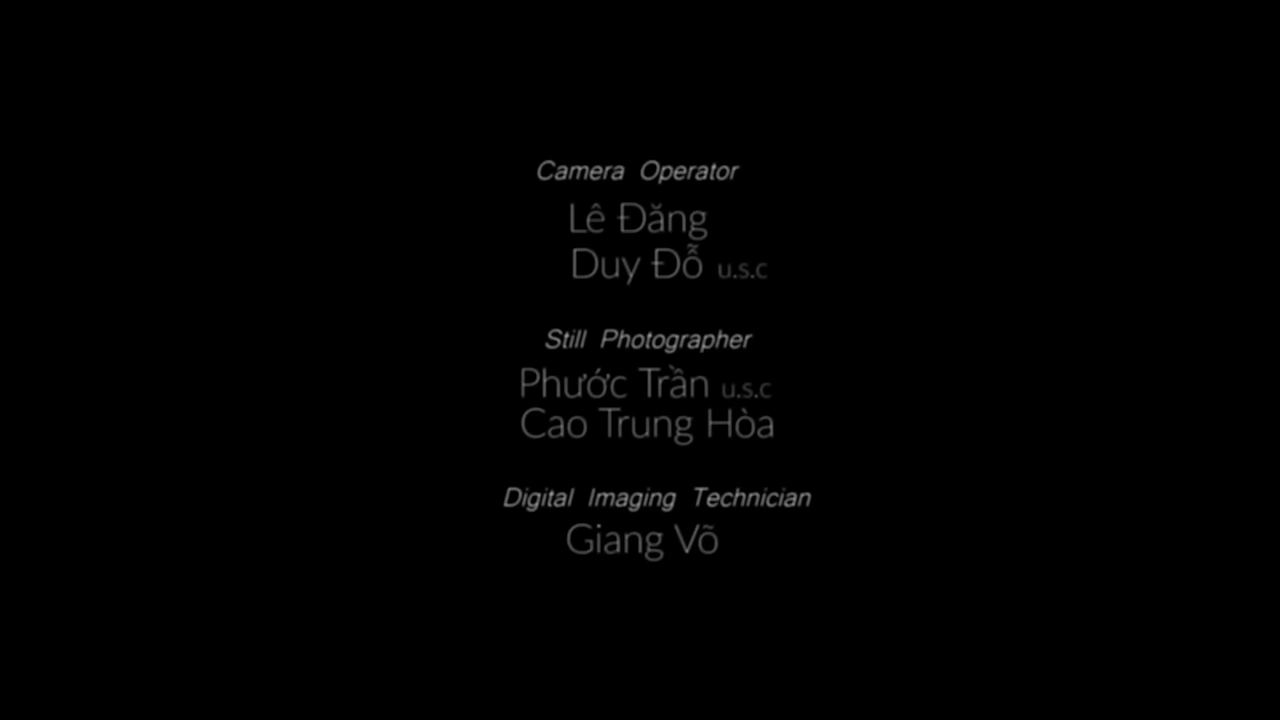 Camera Operator
Lê Đăng
Duy Đỗ u.s.c
Still Photographer
Phước Trần u.s.c
Cao Trung Hòa
Digital Imaging Technician
Giang Võ